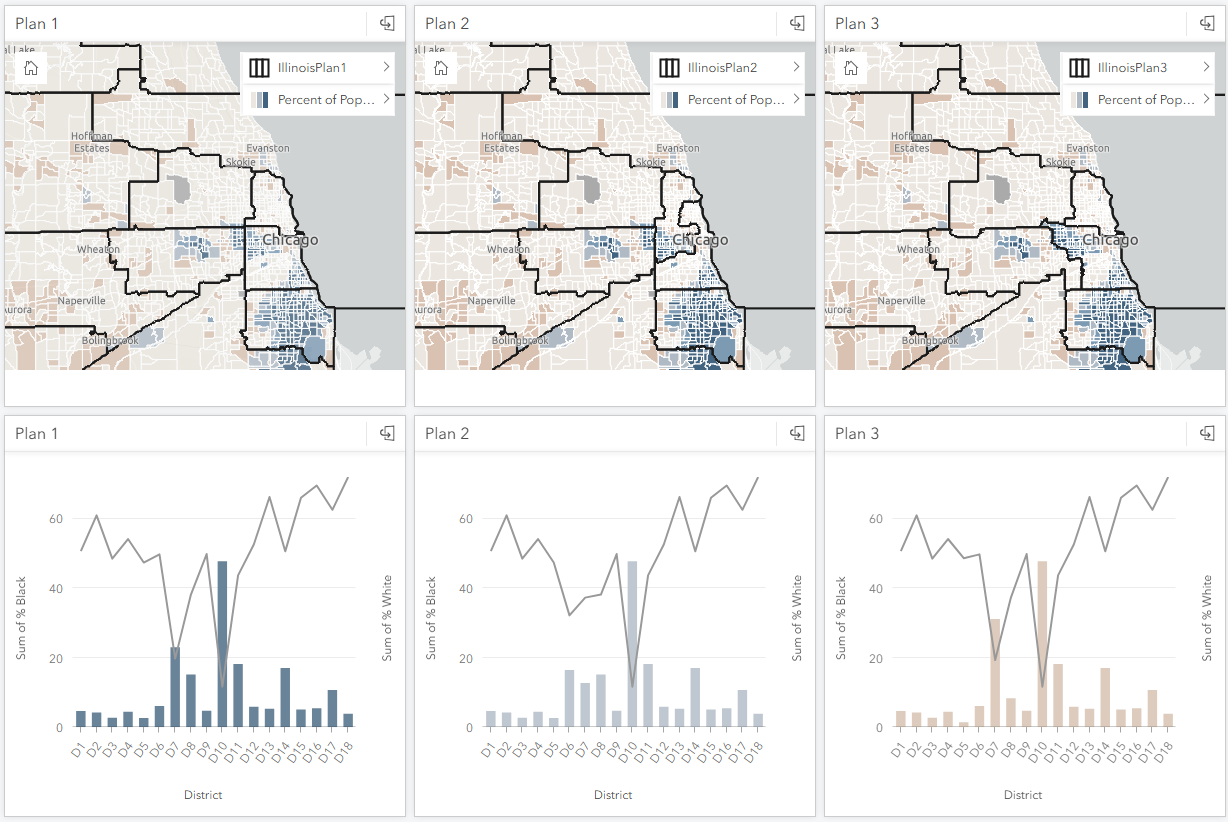 Plan 1
Plan 2
Plan 3
al Lake
IllinoisPlan1
Percent of Pop...
Hoffman
Estates
Evanston
Skokie
Chicago
Wheaton
Naperville
Aurora
Bolingbrook
al Lake
IllinoisPlan2
Percent of Pop...
Hoffman
Estates
Evanston
Skokie
Chicago
Wheaton
Naperville
urora
Bolingbrook
al Lake
IllinoisPlan3
Percent of Pop...
Hoffman
Estates
Evanston
Skokie
Chicago
Wheaton
Naperville
urora
Bolingbrook
Plan 1
Sum of % Black
60
40
20
0
Sum of % White
D1 D2 D3 D4 D5 D6 D7 D8 D9 D10 D11 D12 D13 D14 D15 D16 D17 D18
District
Plan 2
Sum of % Black
60
40
20
0
Sum of % White
D1 D2 D3 D4 D5 D6 D7 D8 D9 D10 D11 D12 D13 D14 D15 D16 D17 D18
District
Plan 3
Sum of % Black
60
40
20
0
Sum of % White
D1 D2 D3 D4 D5 D6 D7 D8 D9 D10 D11 D12 D13 D14 D15 D16 D17 D18
District